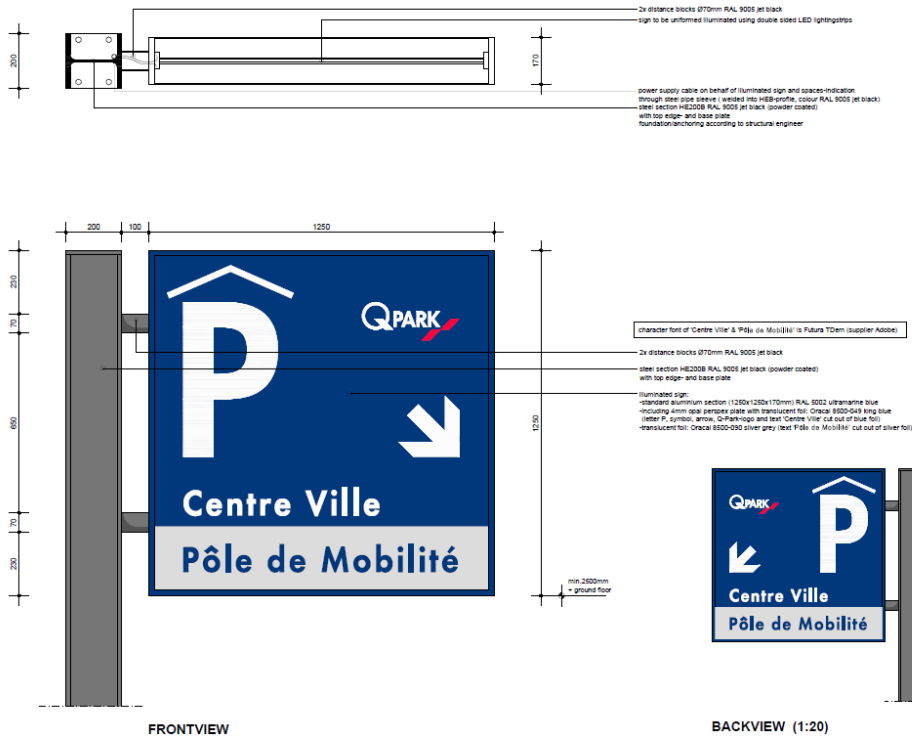 2x distance blocks Ø70mm RAL 9005 jet black
sign to be uniformed illuminated using double sided LED lightingstrips
200
170
power supply cable on behalf of illuminated sign and spaces-indication
through steel pipe sleeve ( welded into HEB-profile, colour RAL 9005 jet black)
steel section HE200B RAL 9005 jet black (powder coated)
with top edge- and base plate
foundation/anchoring according to structural engineer
200
100
1250
230
70
650
70
230
1250
P
QPARK
Centre Ville
Pôle de Mobilité
character font of 'Centre Ville' & 'Pôle de Mobilité' is Futura TDem (supplier Adobe)
2x distance blocks Ø70mm RAL 9005 jet black
steel section HE200B RAL 9005 jet black (powder coated)
with top edge- and base plate
illuminated sign:
-standard aluminium section (1250x1250x170mm) RAL 5002 ultramarine blue
-including 4mm opal perspex plate with translucent foil: Oracal 8500-049 king blue
(letter P, symbol, arrow, Q-Park-logo and text 'Centre Ville' cut out of blue foil)
-translucent foil: Oracal 8500-090 silver grey (text 'Pôle de Mobilité' cut out of silver foil)
min.2500mm
+ ground floor
QPARK
P
Centre Ville
Pôle de Mobilité
FRONTVIEW
BACKVIEW (1:20)